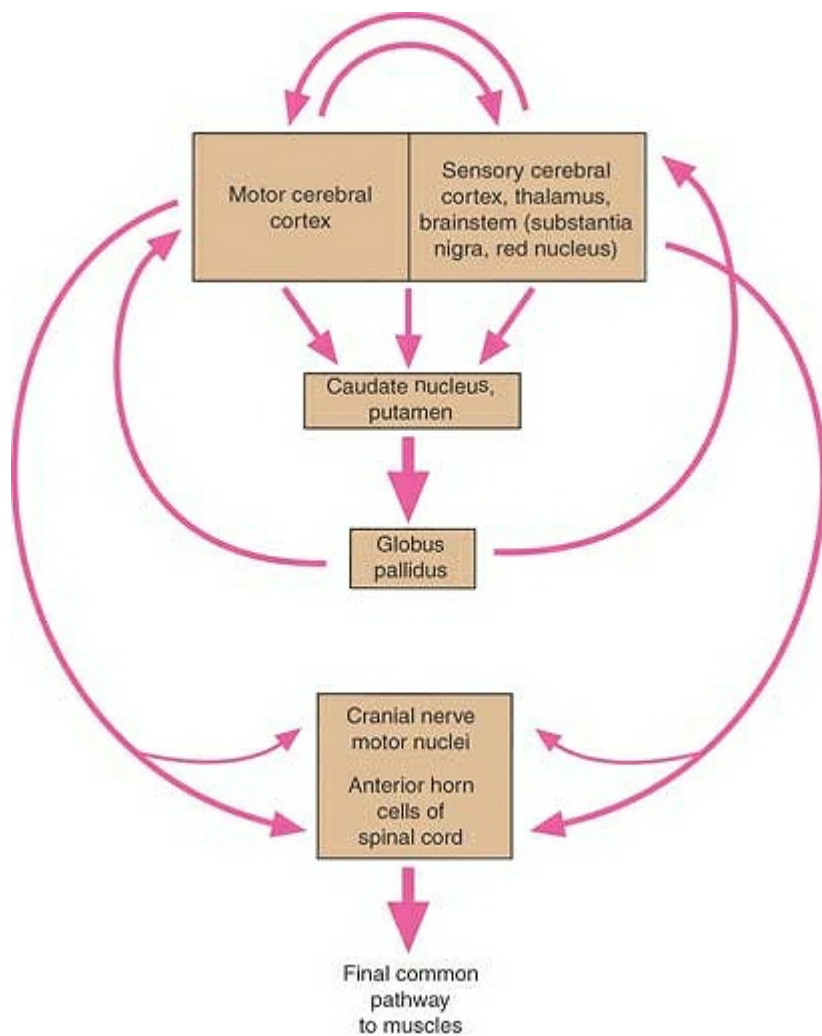 Motor cerebral
cortex
Sensory cerebral
cortex, thalamus,
brainstem (substantia
nigra, red nucleus)
Caudate nucleus,
putamen
Globus
pallidus
Cranial nerve
motor nuclei
Anterior horn
cells of
spinal cord
Final common
pathway
to muscles